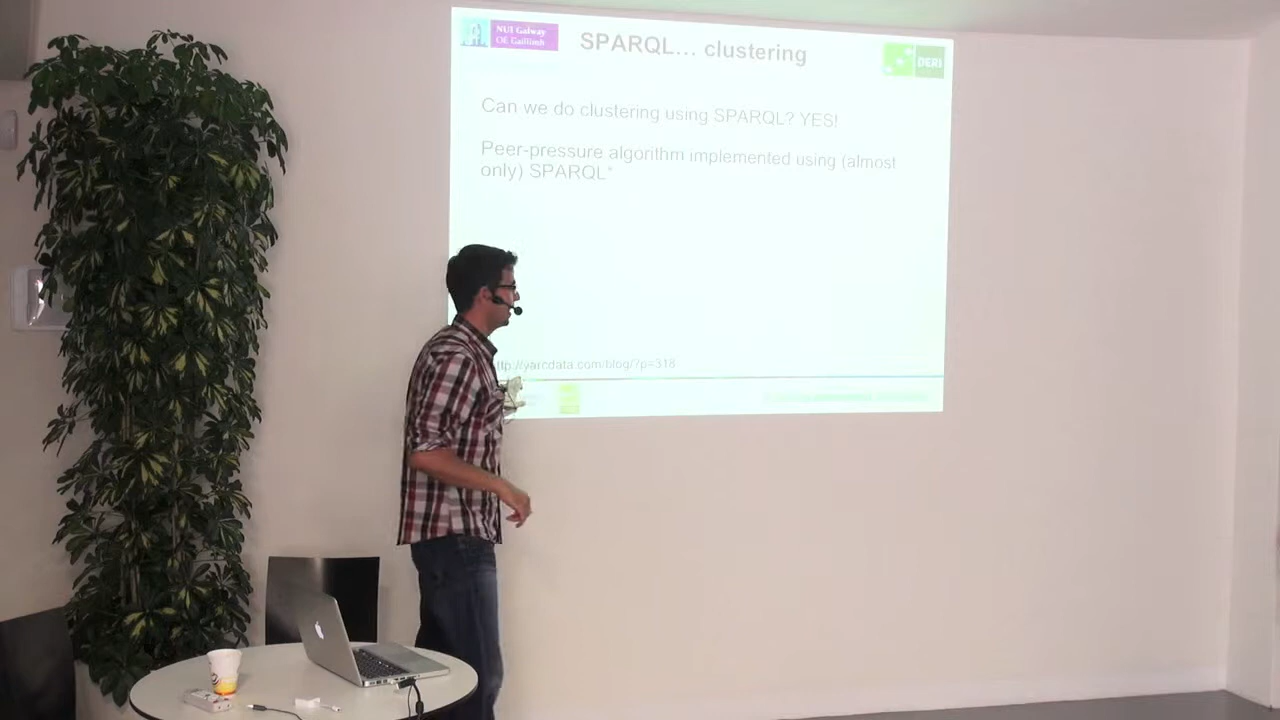 NUI Galway
OÉ Gaillimh
SPARQL... clustering
DERI
Can we do clustering using SPARQL? YES!
Peer-pressure algorithm implemented using (almost
only) SPARQL*
http://yarcdata.com/blog/?p=318